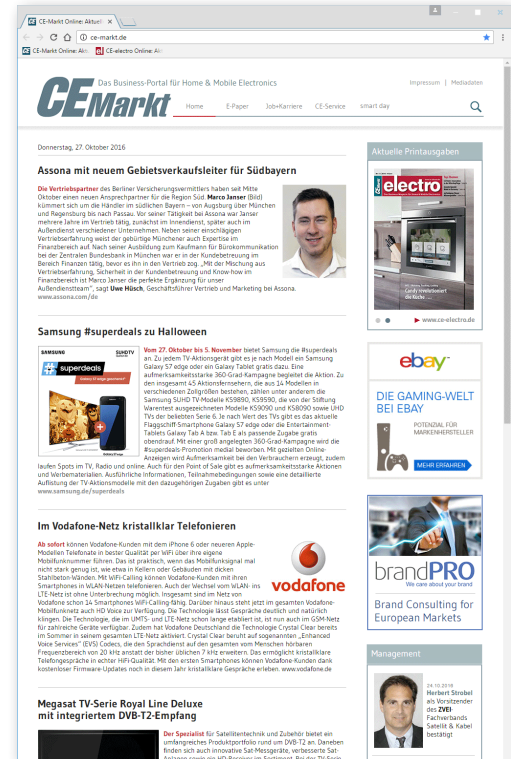 CE-Markt Online: Aktuell
ce-markt.de
CE-Markt Online: Akt
CE-electro Online: Ak
CE Markt
Das Business-Portal für Home & Mobile Electronics
Impressum | Mediadaten
Home E-Paper Job+Karriere CE-Service smart day
Donnerstag, 27. Oktober 2016
Assona mit neuem Gebietsverkaufsleiter für Südbayern
Die Vertriebspartner des Berliner Versicherungsvermittlers haben seit Mitte
Oktober einen neuen Ansprechpartner für die Region Süd. Marco Janser (Bild)
kümmert sich um die Händler im südlichen Bayern – von Augsburg über München
und Regensburg bis nach Passau. Vor seiner Tätigkeit bei Assona war Janser
mehrere Jahre im Vertrieb tätig, zunächst im Innendienst, später auch im
Außendienst verschiedener Unternehmen. Neben seiner einschlägigen
Vertriebserfahrung weist der gebürtige Münchener auch Expertise im
Finanzbereich auf. Nach seiner Ausbildung zum Kaufmann für Bürokommunikation
bei der Zentralen Bundesbank in München war er in der Kundebetreuung im
Bereich Finanzen tätig, bevor es ihn in den Vertrieb zog. „Mit der Mischung aus
Vertriebserfahrung, Sicherheit in der Kundenbetreuung und Know-how im
Finanzbereich ist Marco Janser die perfekte Ergänzung für unser
Außendienstteam“, sagt Uwe Hüsch, Geschäftsführer Vertrieb und Marketing bei Assona.
www.assona.com/de
Samsung #superdeals zu Halloween
SAMSUNG SUHDTV
superdeals
Vom 27. Oktober bis 5. November bietet Samsung die #superdeals
an. Zu jedem TV-Aktionsgerät gibt es je nach Modell ein Samsung
Galaxy S7 edge oder ein Galaxy Tablet gratis dazu. Eine
aufmerksamkeitsstarke 360-Grad-Kampagne begleitet die Aktion. Zu
den insgesamt 45 Aktionsfernsehern, die aus 14 Modellen in
verschiedenen Zollgrößen bestehen, zählen unter anderem die
Samsung SUHD TV-Modelle KS9890, KS9590, die von der Stiftung
Warentest ausgezeichneten Modelle KS9090 und KS8090 sowie UHD
TVs der beliebten Serie 6. Je nach Wert des TVs gibt es das aktuelle
Flaggschiff-Smartphone Galaxy S7 edge oder die Entertainment-
Tablets Galaxy Tab A bzw. Tab E als passende Zugabe gratis
obendrauf. Mit einer groß angelegten 360-Grad-Kampagne wird die
#superdeals-Promotion medial beworben. Mit gezielten Online-
Anzeigen wird Aufmerksamkeit bei den Verbrauchern erzeugt, zudem
laufen Spots im TV, Radio und online. Auch für den Point of Sale gibt es aufmerksamkeitsstarke Aktionen
und Werbematerialien. Ausführliche Informationen, Teilnahmebedingungen sowie eine detaillierte
Auflistung der TV-Aktionsmodelle mit den dazugehörigen Zugaben gibt es unter
www.samsung.de/superdeals
Im Vodafone-Netz kristallklar Telefonieren
Ab sofort können Vodafone-Kunden mit dem iPhone 6 oder neueren Apple-
Modellen Telefonate in bester Qualität per WiFi über ihre eigene
Mobilfunknummer führen. Das ist praktisch, wenn das Mobilfunksignal mal
nicht stark genug ist, wie etwa in Kellern oder Gebäuden mit dicken
Stahlbeton-Wänden. Mit WiFi-Calling können Vodafone-Kunden mit ihren
Smartphones in WLAN-Netzen telefonieren. Auch der Wechsel vom WLAN- ins
LTE-Netz ist ohne Unterbrechung möglich. Insgesamt sind im Netz von
Vodafone schon 14 Smartphones WiFi-Calling-fähig. Darüber hinaus steht jetzt im gesamten Vodafone-
Mobilfunknetz auch HD Voice zur Verfügung. Die Technologie lässt Gespräche deutlich und natürlich
klingen. Die Technologie, die im UMTS- und LTE-Netz schon lange etabliert ist, ist nun auch im GSM-Netz
für zahlreiche Geräte verfügbar. Zudem hat Vodafone Deutschland die Technologie Crystal Clear bereits
im Sommer in seinem gesamten LTE-Netz aktiviert. Crystal Clear beruht auf sogenannten „Enhanced
Voice Services“ (EVS) Codecs, die den Sprachdienst auf den gesamten vom Menschen hörbaren
Frequenzbereich von 20 kHz anstatt der bisher üblichen 7 kHz erweitern. Das ermöglicht kristallklare
Telefongespräche in echter HiFi-Qualität. Mit den ersten Smartphones können Vodafone-Kunden dank
kostenloser Firmware-Updates noch in diesem Jahr kristallklare Gespräche erleben. www.vodafone.de
vodafone
Megasat TV-Serie Royal Line Deluxe
mit integriertem DVB-T2-Empfang
Der Spezialist für Satellitentechnik und Zubehör bietet ein
umfangreiches Produktportfolio rund um DVB-T2 an. Daneben
finden sich auch innovative Sat-Messgeräte, verbesserte Sat-
Aktuelle Printausgaben
electro
Candy revolutioniert
die Küche ...
www.ce-electro.de
ebay
DIE GAMING-WELT
BEI EBAY
POTENZIAL FÜR
MARKENHERSTELLER
MEHR ERFAHREN
brandPRO
We care about your brand
Brand Consulting for
European Markets
Management
24.10.2016
Herbert Strobel
als Vorsitzender
des ZVEI-
Fachverbands
Satellit & Kabel
bestätigt